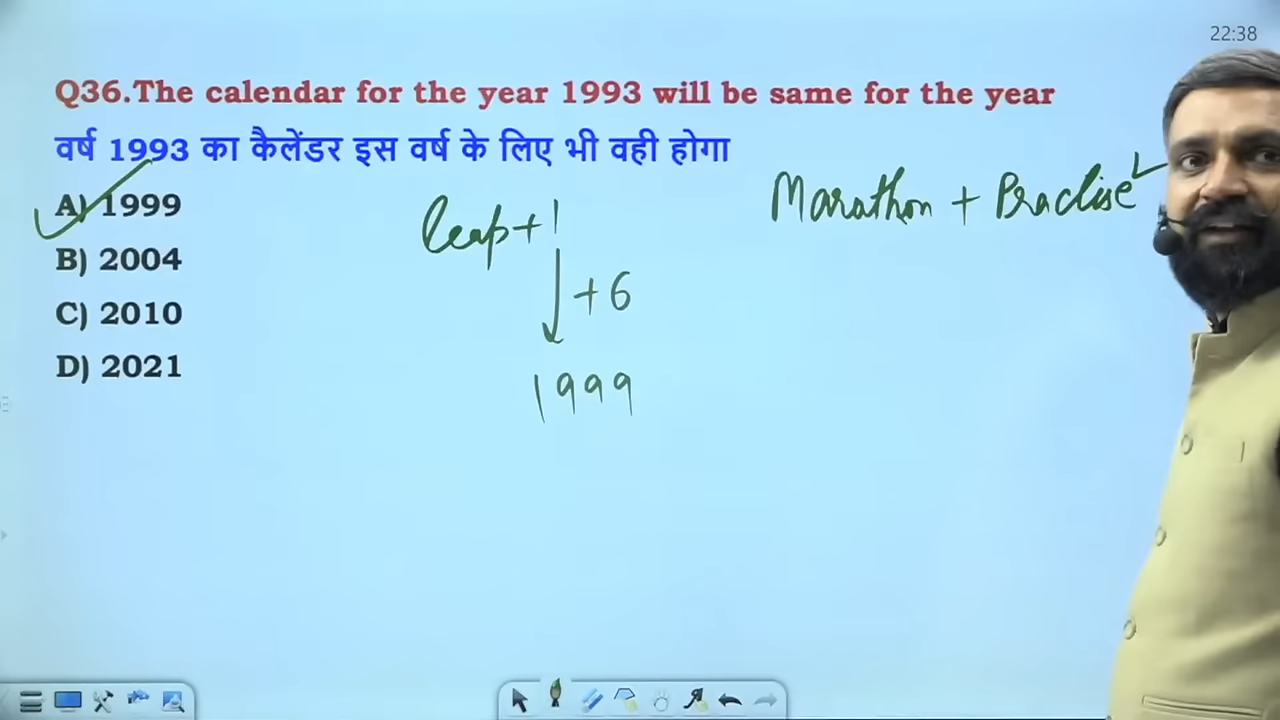 22:38
Q36.The calendar for the year 1993 will be same for the year
वर्ष 1993 का कैलेंडर इस वर्ष के लिए भी वही होगा
A) 1999
B) 2004
C) 2010
D) 2021
leap+1
+6
1999
Marathon + Practise